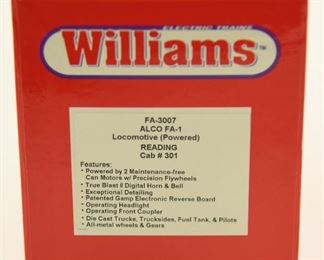 ELECTRIC TRAINS
Williams™
FA-3007
ALCO FA-1
Locomotive (Powered)
READING
Cab # 301
Features:
• Powered by 2 Maintenance-free
Can Motors w/ Precision Flywheels
• True Blast II Digital Horn & Bell
• Exceptional Detailing
• Patented Gamp Electronic Reverse Board
• Operating Headlight
• Operating Front Coupler
• Die Cast Trucks, Trucksides, Fuel Tank, & Pilots
• All-metal wheels & Gears